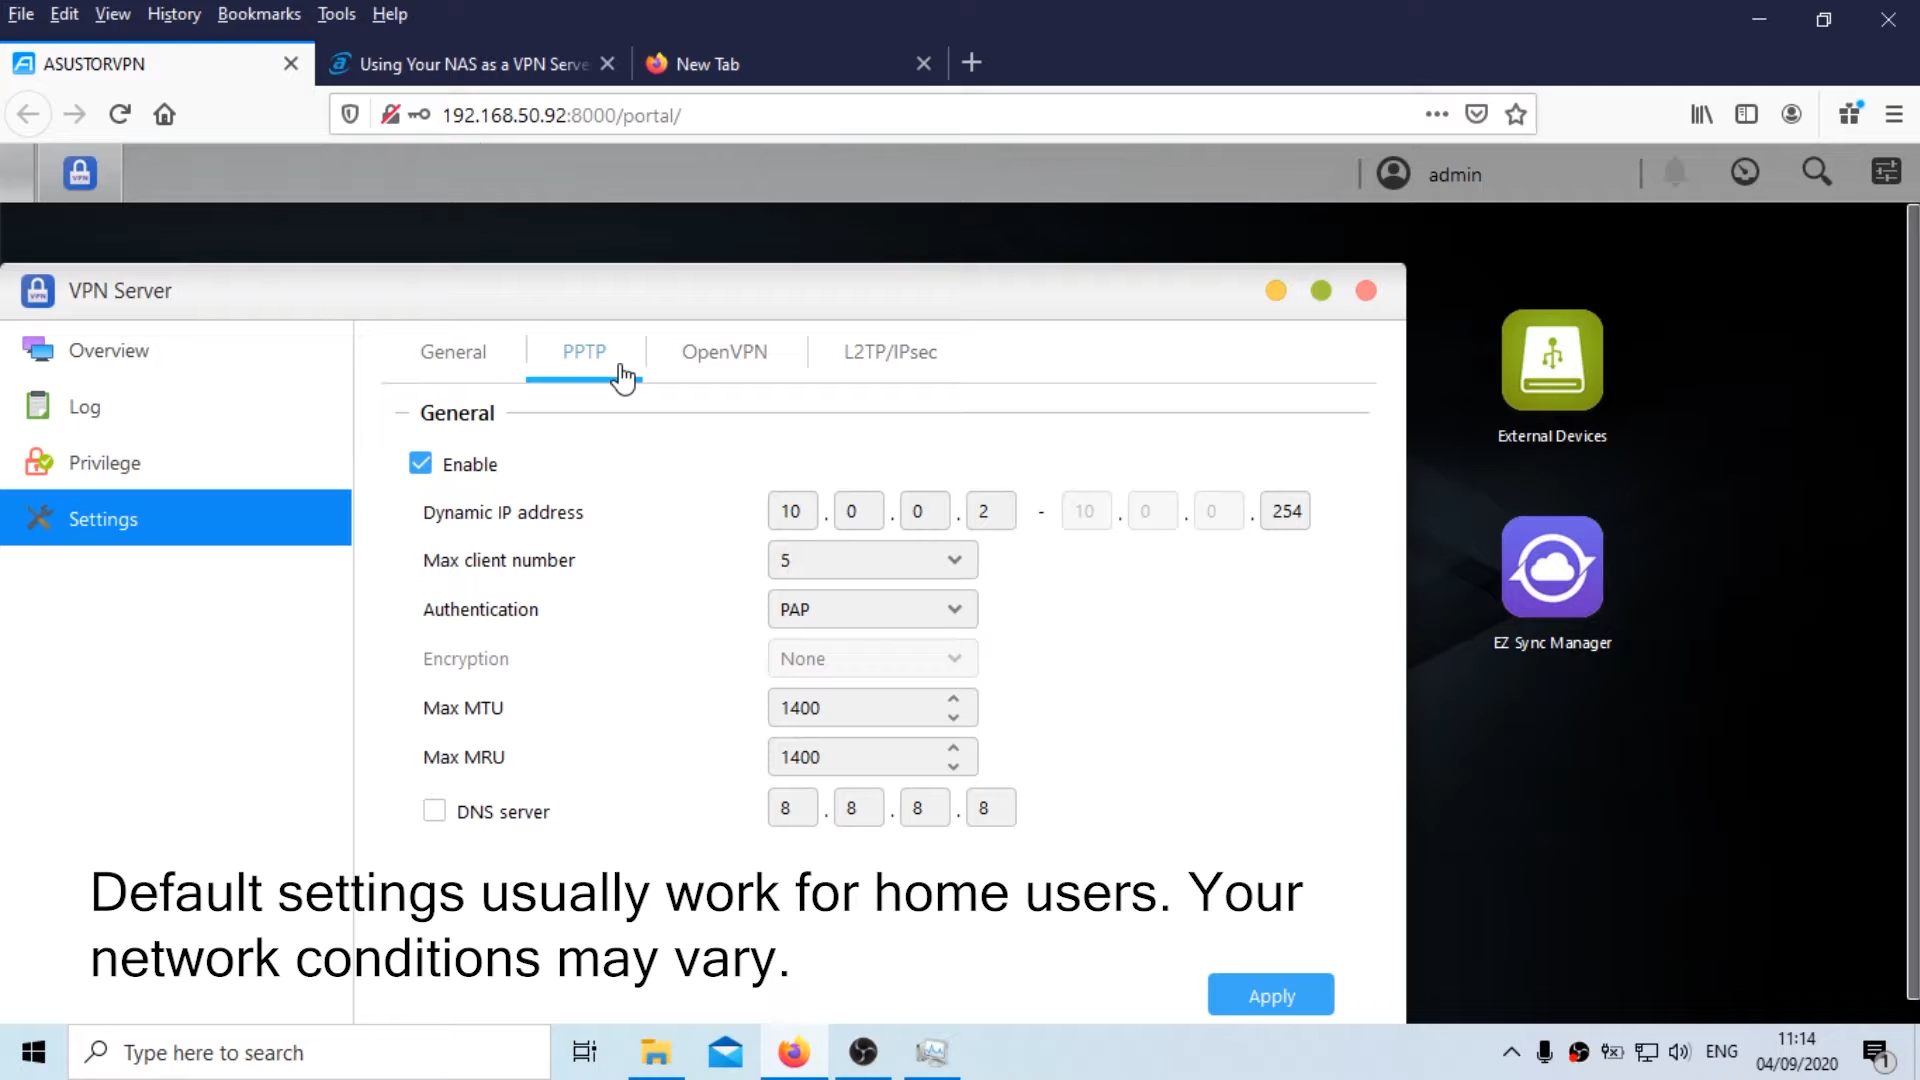 File Edit View History Bookmarks Tools Help
ASUSTORVPN
Using Your NAS as a VPN Serve
New Tab
192.168.50.92:8000/portal/
VPN
admin
VPN
VPN Server
Overview
Log
Privilege
Settings
General PPTP OpenVPN L2TP/IPsec
General
Enable
Dynamic IP address 10 . 0 . 0 . 2 - 10 . 0 . 0 . 254
Max client number 5
Authentication PAP
Encryption None
Max MTU 1400
Max MRU 1400
DNS server 8 . 8 . 8 . 8
External Devices
EZ Sync Manager
Default settings usually work for home users. Your
network conditions may vary.
Apply
Type here to search
ENG
11:14
04/09/2020
1